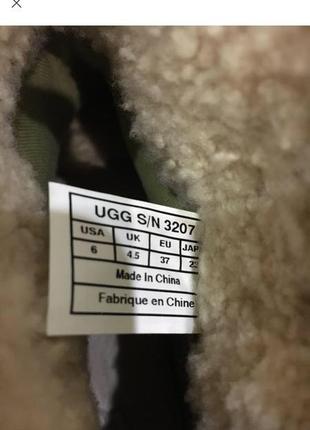 UGG S/N 3207
USA UK EU
6 4.5 37
Made In China
Fabrique en Chine